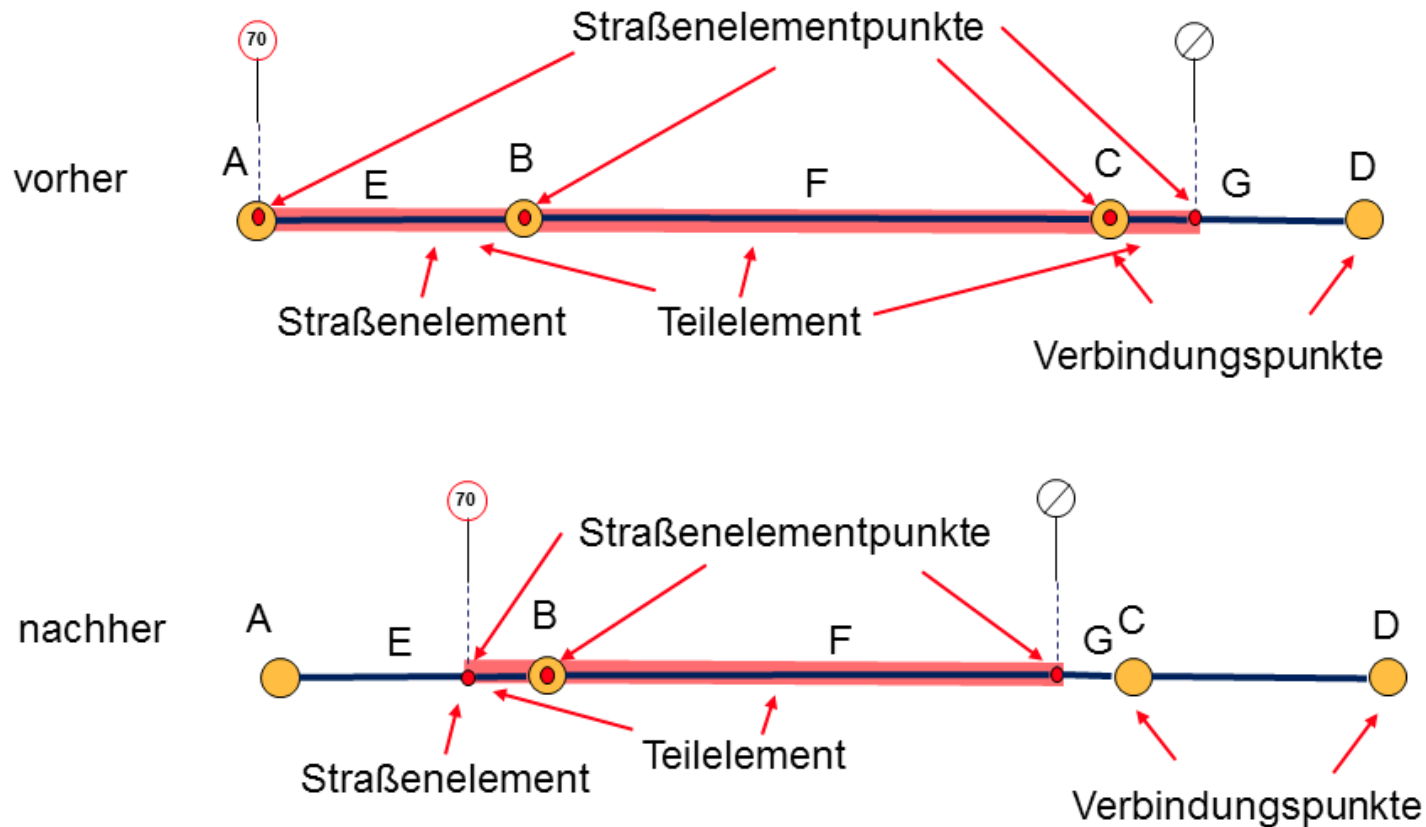 Straßenelementpunkte
70
A
B
C
D
vorher
E
F
G
Straßenelement
Teilelement
Verbindungspunkte
70
Straßenelementpunkte
nachher
A
B
C
D
E
F
G
Straßenelement
Teilelement
Verbindungspunkte